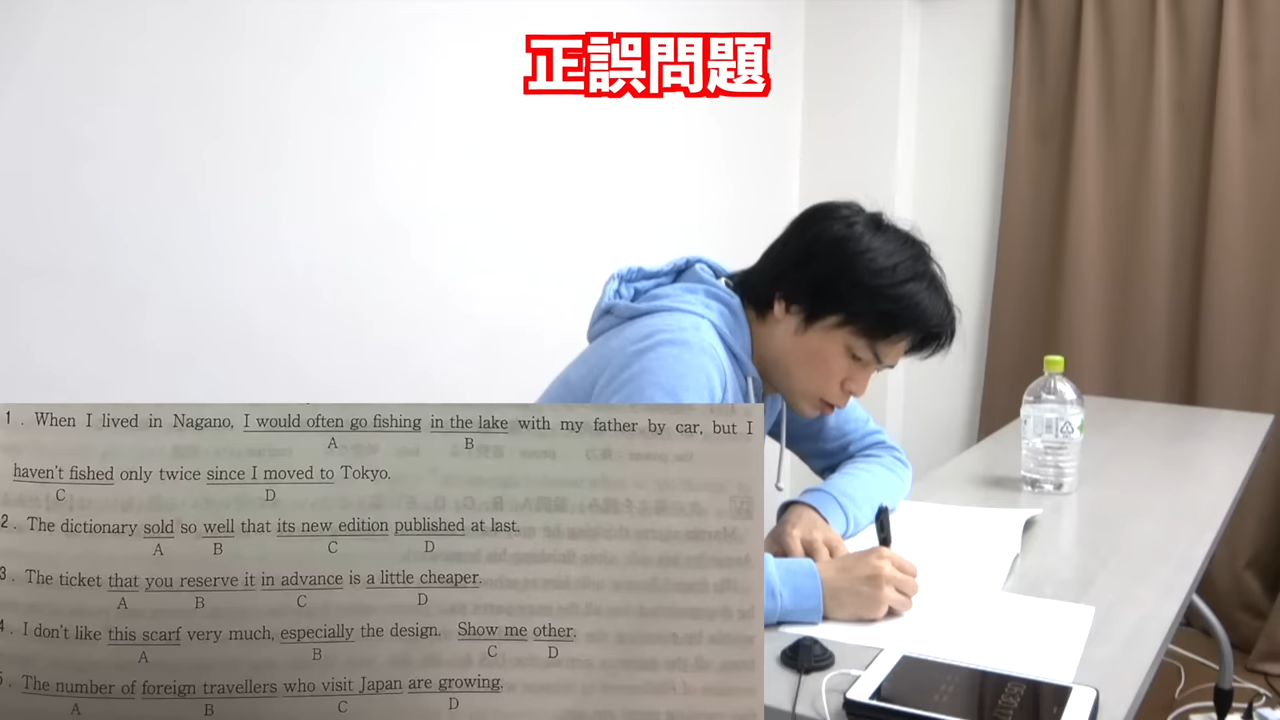 正誤問題
1. When I lived in Nagano, I would often go fishing in the lake with my father by car, but I
A B
haven't fished only twice since I moved to Tokyo.
C D
2. The dictionary sold so well that its new edition published at last.
A B C D
3. The ticket that you reserve it in advance is a little cheaper.
A B C D
4. I don't like this scarf very much, especially the design. Show me other.
A B C D
5. The number of foreign travellers who visit Japan are growing.
A B C D